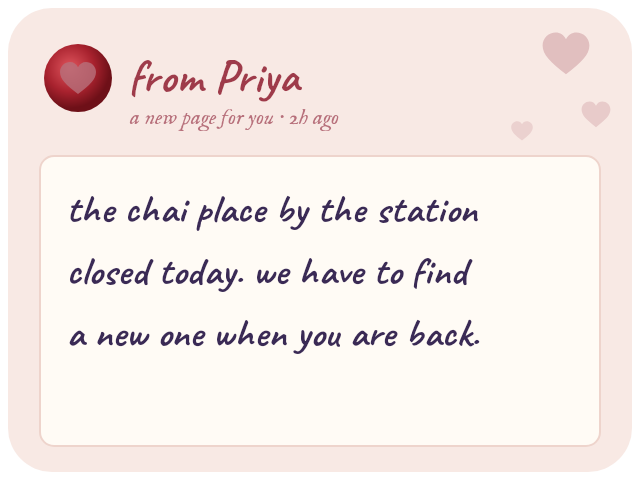 from Priya
a new page for you · 2h ago
the chai place by the station
closed today. we have to find
a new one when you are back.